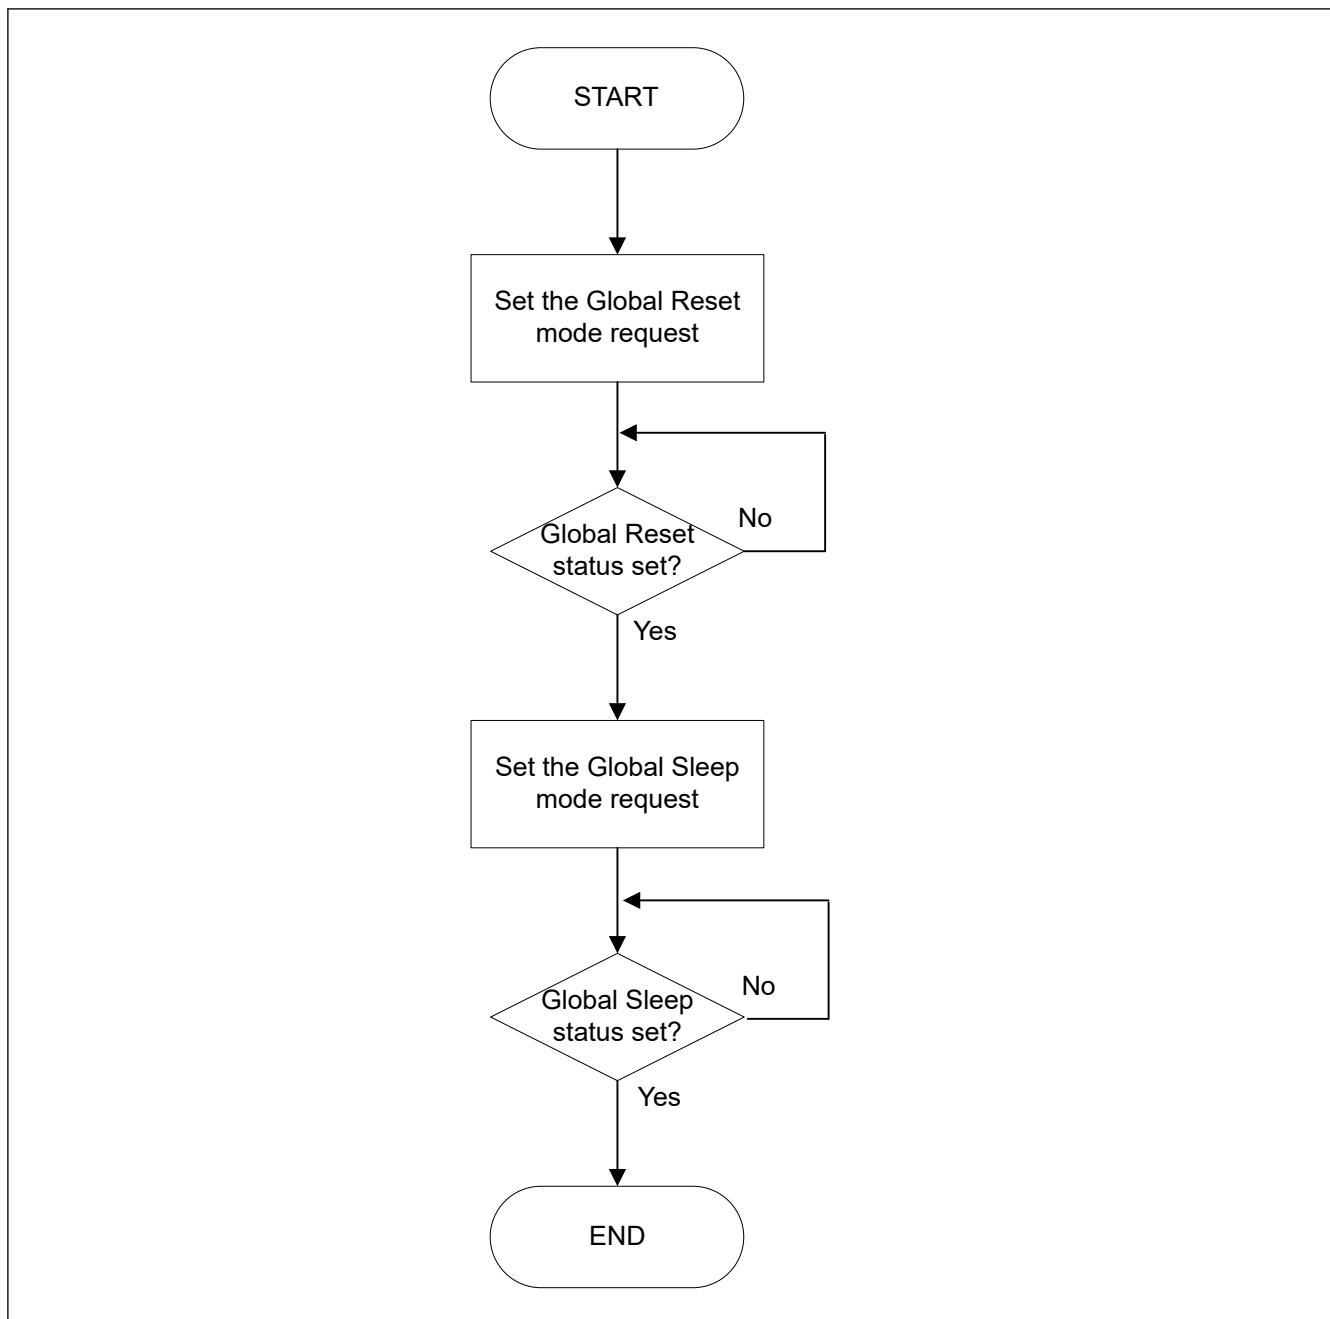 START
Set the Global Reset
mode request
No
Global Reset
status set?
Yes
Set the Global Sleep
mode request
No
Global Sleep
status set?
Yes
END